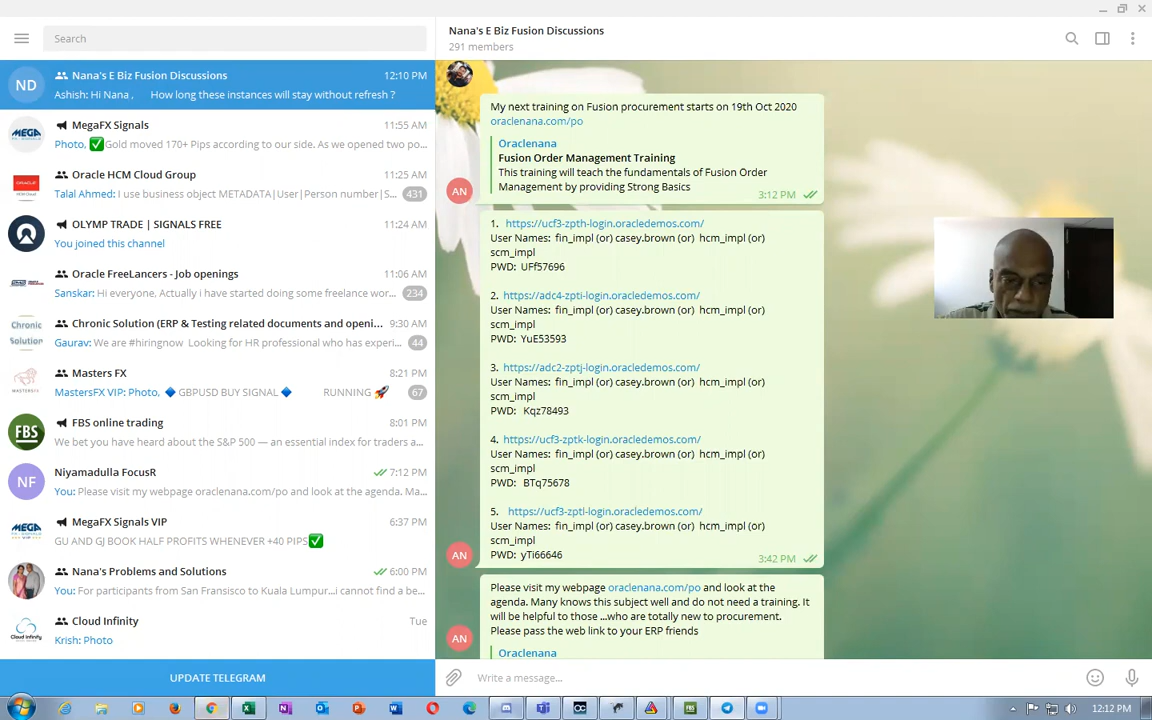 Search
Nana's E Biz Fusion Discussions
291 members
ND
Nana's E Biz Fusion Discussions
12:10 PM
Ashish: Hi Nana , How long these instances will stay without refresh ?
MEGA
MegaFX Signals
11:55 AM
Photo, ✅Gold moved 170+ Pips according to our side. As we opened two po...
Oracle HCM Cloud Group
11:25 AM
Talal Ahmed: I use business object METADATA|User|Person number|S...
431
OLYMP TRADE | SIGNALS FREE
11:24 AM
You joined this channel
Oracle FreeLancers - Job openings
11:06 AM
Sanskar: Hi everyone, Actually i have started doing some freelance wor...
234
Chronic
Solution
Chronic Solution (ERP & Testing related documents and openi...
9:30 AM
Gaurav: We are #hiringnow Looking for HR professional who has experi...
44
Masters FX
8:21 PM
MastersFX VIP: Photo, 🔷 GBPUSD BUY SIGNAL 🔷 RUNNING 🚀
67
FBS
FBS online trading
8:01 PM
We bet you have heard about the S&P 500 — an essential index for traders a...
NF
Niyamadulla FocusR
7:12 PM
You: Please visit my webpage oraclenana.com/po and look at the agenda. Ma...
MEGA
MegaFX Signals VIP
6:37 PM
GU AND GJ BOOK HALF PROFITS WHENEVER +40 PIPS✅
Nana's Problems and Solutions
6:00 PM
You: For participants from San Francisco to Kuala Lumpur...i cannot find a be...
Cloud Infinity
Cloud Infinity
Tue
Krish: Photo
UPDATE TELEGRAM
My next training on Fusion procurement starts on 19th Oct 2020
oraclenana.com/po
Oraclenana
Fusion Order Management Training
This training will teach the fundamentals of Fusion Order
Management by providing Strong Basics
3:12 PM
AN
1. https://ucf3-zpth-login.oracledemos.com/
User Names: fin_impl (or) casey.brown (or) hcm_impl (or)
scm_impl
PWD: UFf57696
2. https://adc4-zpti-login.oracledemos.com/
User Names: fin_impl (or) casey.brown (or) hcm_impl (or)
scm_impl
PWD: YuE53593
3. https://adc2-zptj-login.oracledemos.com/
User Names: fin_impl (or) casey.brown (or) hcm_impl (or)
scm_impl
PWD: Kqz78493
4. https://ucf3-zptk-login.oracledemos.com/
User Names: fin_impl (or) casey.brown (or) hcm_impl (or)
scm_impl
PWD: BTq75678
5. https://ucf3-zptl-login.oracledemos.com/
User Names: fin_impl (or) casey.brown (or) hcm_impl (or)
scm_impl
PWD: yTi66646
3:42 PM
AN
Please visit my webpage oraclenana.com/po and look at the
agenda. Many knows this subject well and do not need a training. It
will be helpful to those ...who are totally new to procurement.
Please pass the web link to your ERP friends
AN
Oraclenana
Write a message...
12:12 PM